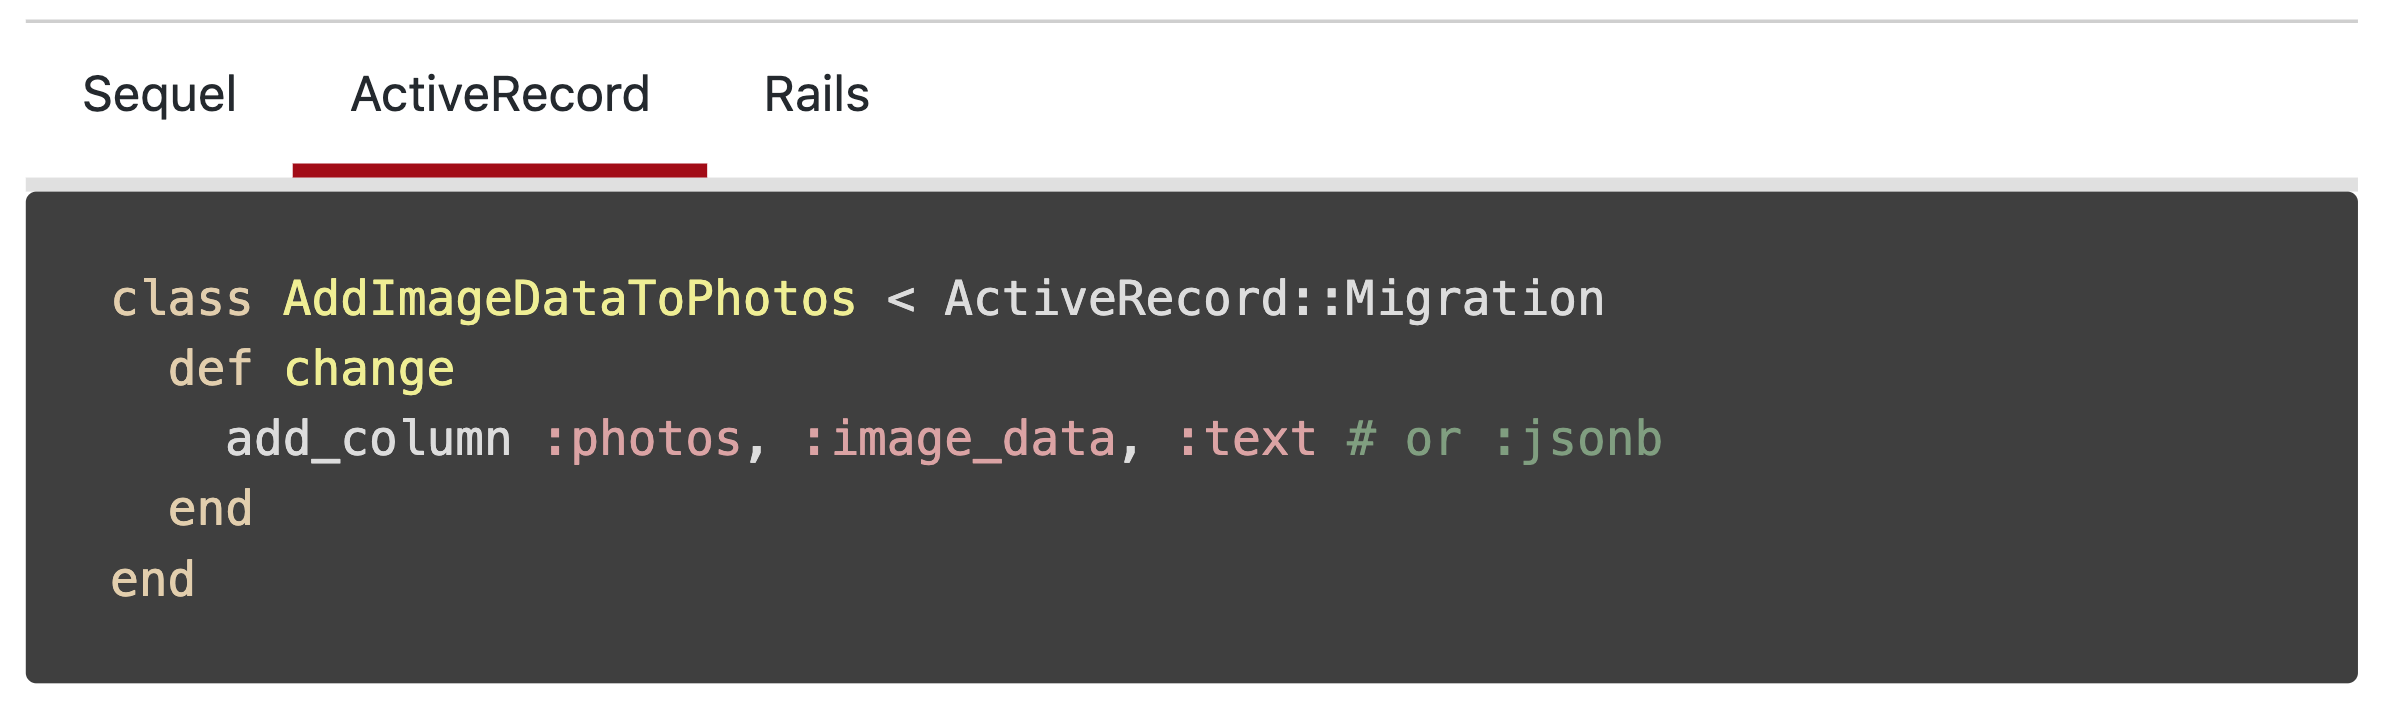 Sequel ActiveRecord Rails
class AddImageDataToPhotos < ActiveRecord::Migration
  def change
    add_column :photos, :image_data, :text # or :jsonb
  end
end